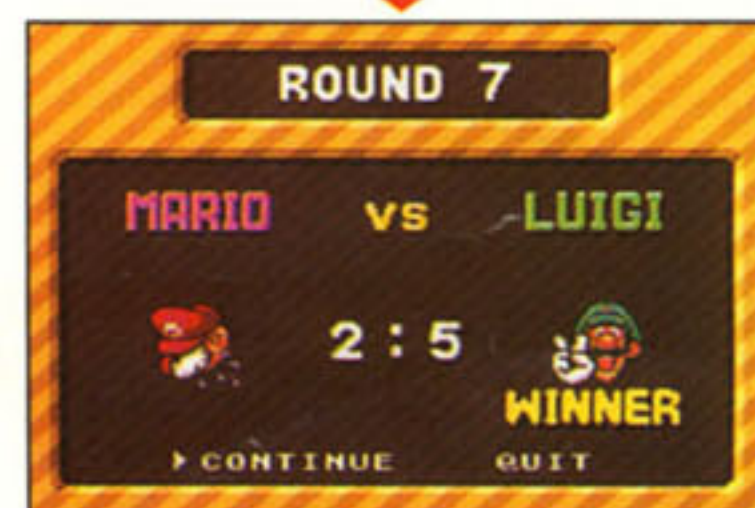 ROUND 7
MARIO VS LUIGI
2 : 5
WINNER
CONTINUE QUIT